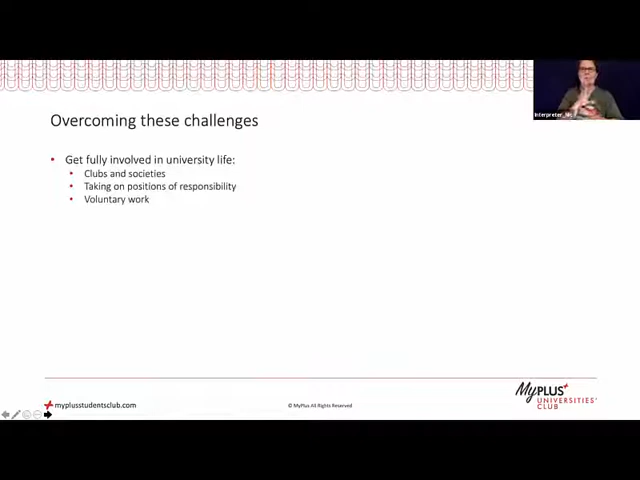 Interpreter_Nic
Overcoming these challenges
• Get fully involved in university life:
• Clubs and societies
• Taking on positions of responsibility
• Voluntary work
myplusstudentsclub.com
© MyPlus All Rights Reserved
MyPLUS+
UNIVERSITIES'
CLUB